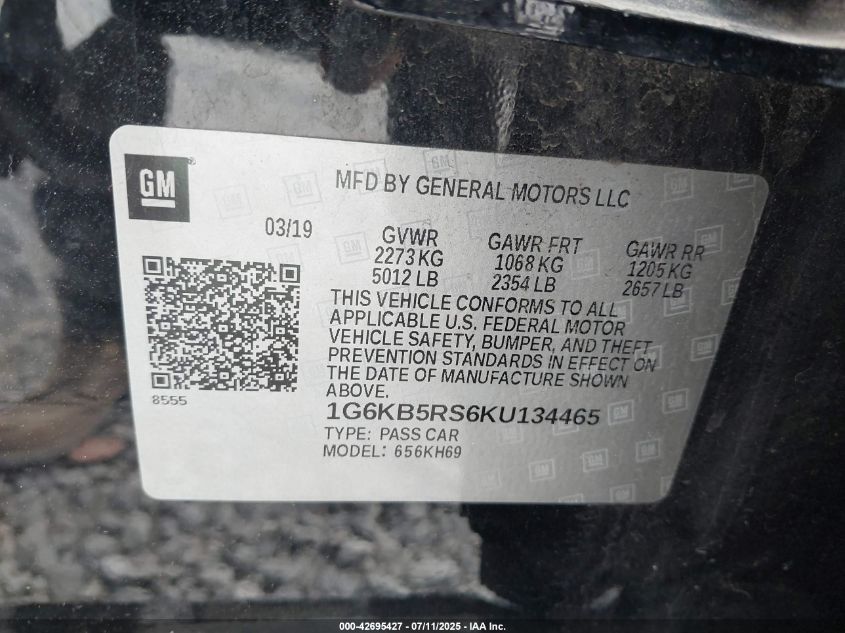 GM
MFD BY GENERAL MOTORS LLC
03/19
GVWR
2273 KG
5012 LB
GAWR FRT
1068 KG
2354 LB
GAWR RR
1205 KG
2657 LB
THIS VEHICLE CONFORMS TO ALL
APPLICABLE U.S. FEDERAL MOTOR
VEHICLE SAFETY, BUMPER, AND THEFT
PREVENTION STANDARDS IN EFFECT ON
THE DATE OF MANUFACTURE SHOWN
ABOVE.
8555
1G6KB5RS6KU134465
TYPE: PASS CAR
MODEL: 656KH69
000-42695427 - 07/11/2025 - IAA Inc.